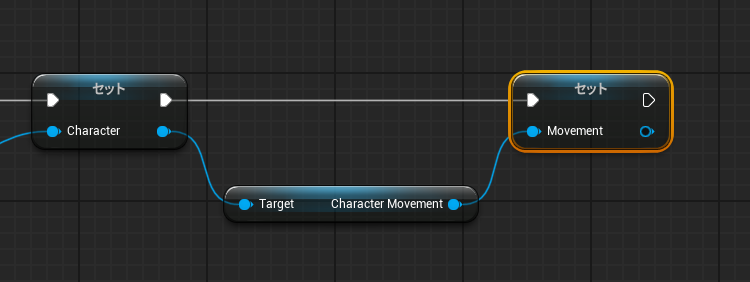 セット
Character
Target Character Movement
セット
Movement